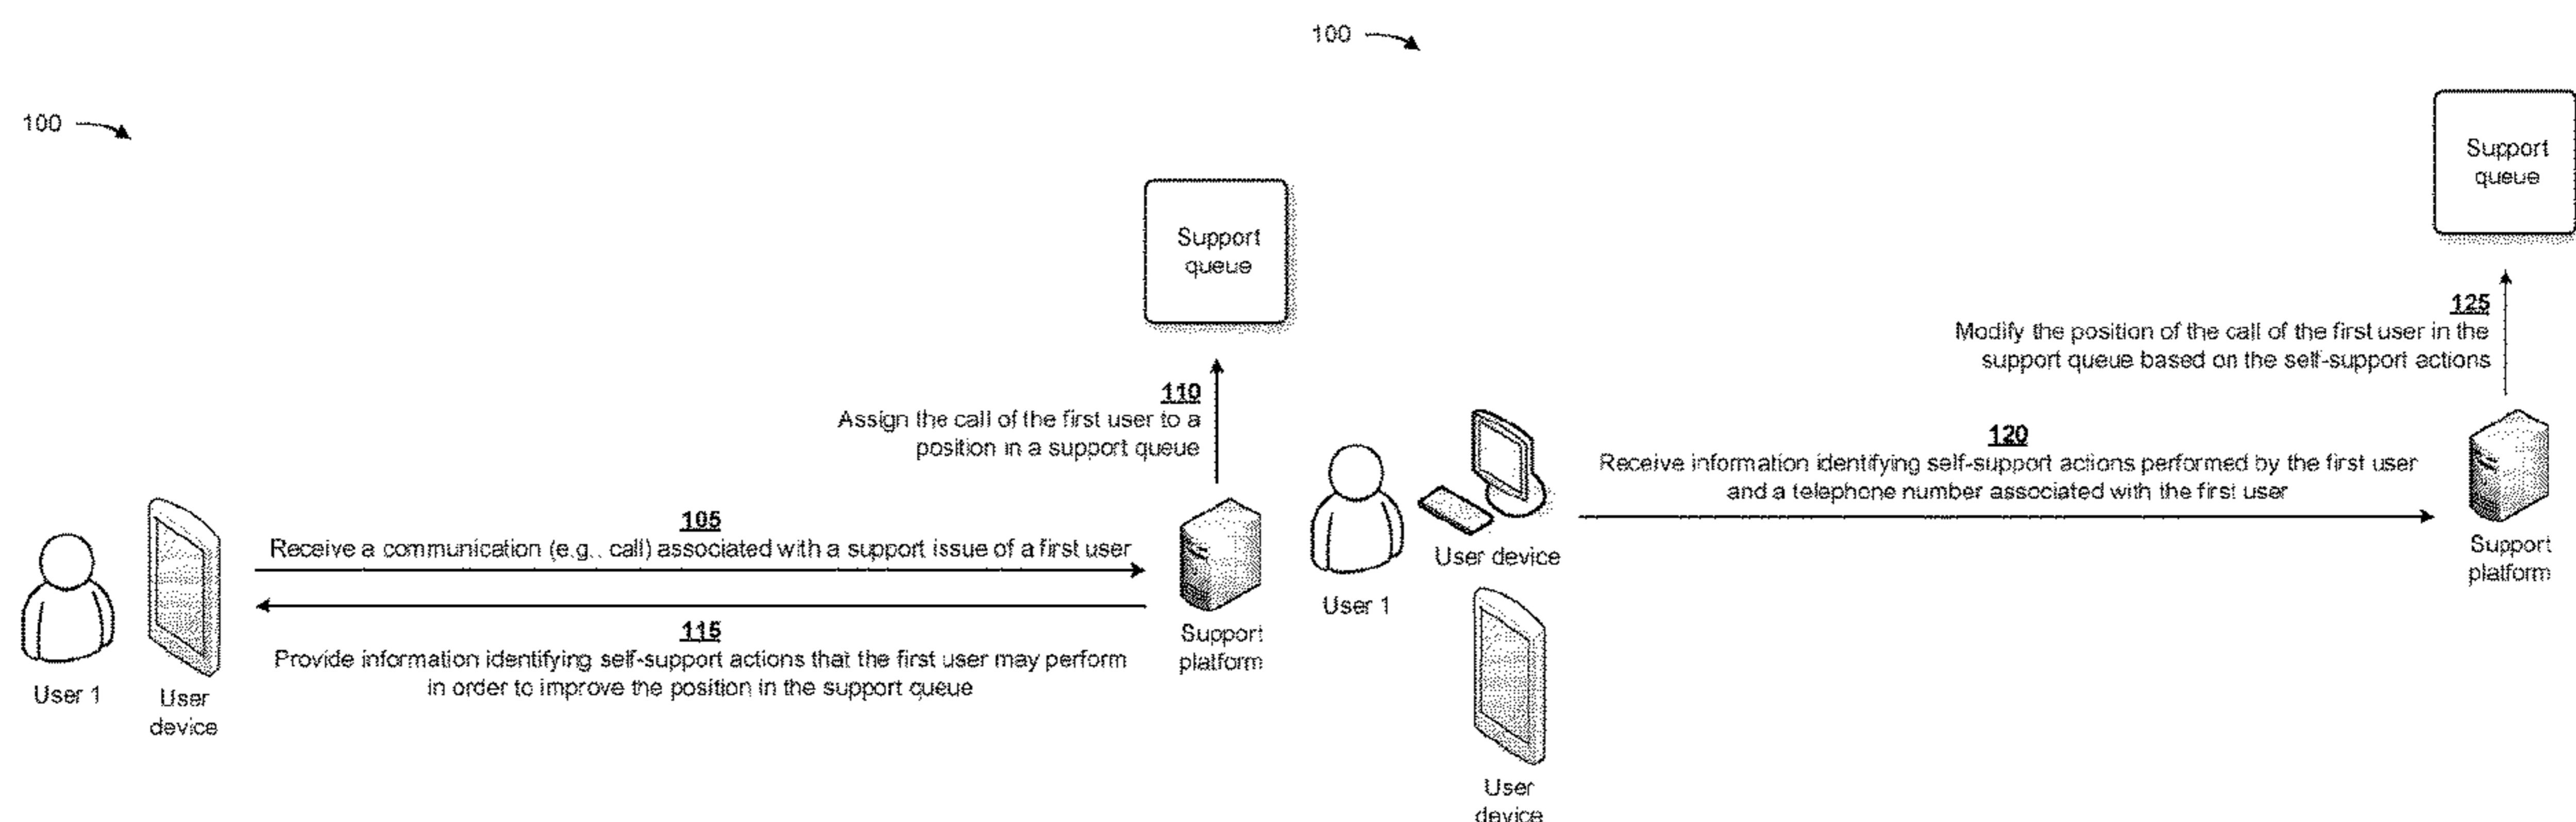 100
Support
queue
110
Assign the call of the first user to a
position in a support queue
105
Receive a communication (e.g., call) associated with a support issue of a first user
115
Provide information identifying self-support actions that the first user may perform
in order to improve the position in the support queue
User 1
User
device
Support
platform
100
Support
queue
125
Modify the position of the call of the first user in the
support queue based on the self-support actions
120
Receive information identifying self-support actions performed by the first user
and a telephone number associated with the first user
User device
User 1
Support
platform
User
device